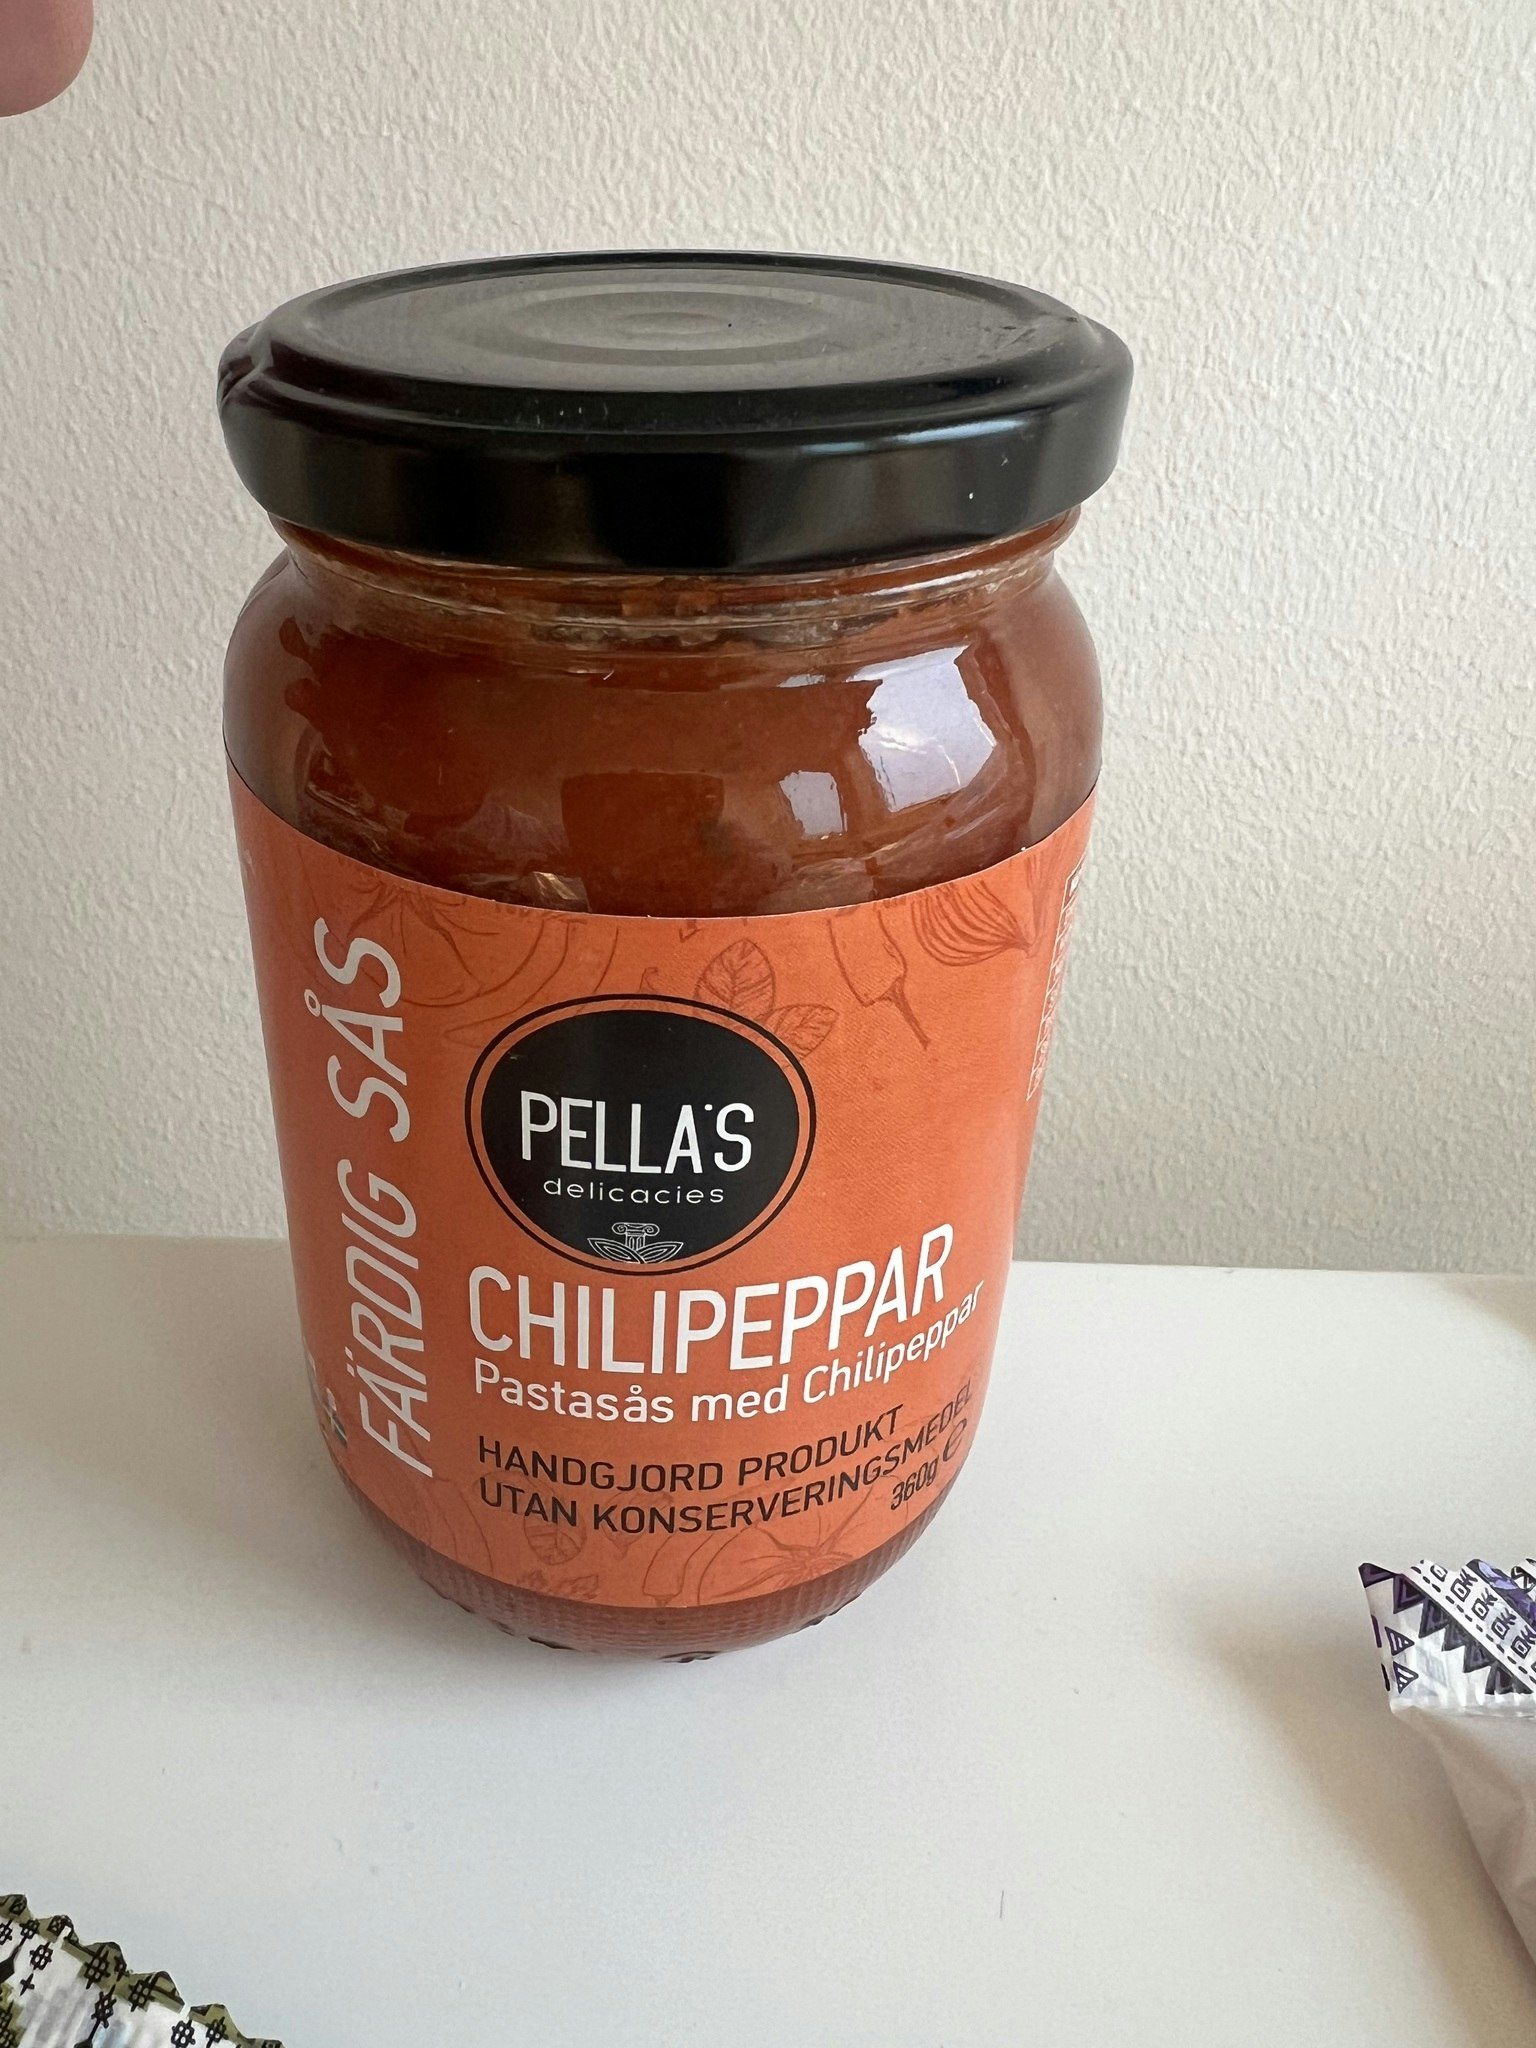 FÄRDIG SÅS
PELLA'S
delicacies
CHILIPEPPAR
Pastasås med Chilipeppar
HANDGJORD PRODUKT
UTAN KONSERVERINGSMEDEL
360g ℮